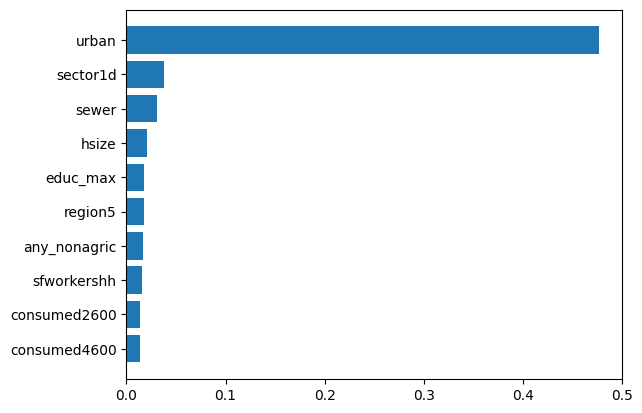 urban
sector1d
sewer
hsize
educ_max
region5
any_nonagric
sfworkershh
consumed2600
consumed4600
0.0 0.1 0.2 0.3 0.4 0.5